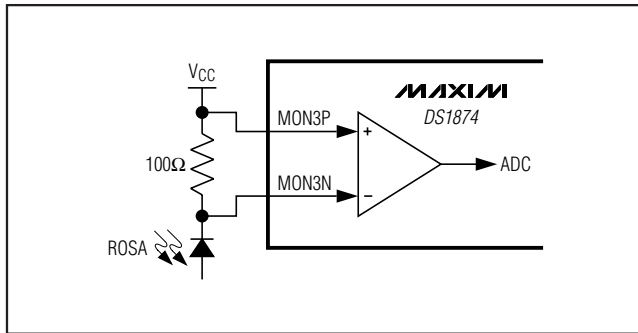 VCC
MAXIM
DS1874
MON3P
+
100Ω
ADC
MON3N
−
ROSA